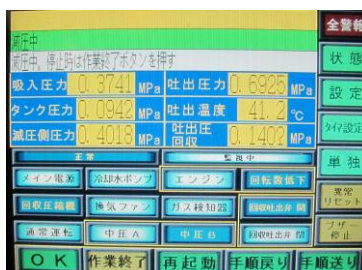 全警報
減圧中
減圧中、停止時は作業終了ボタンを押す
状態
吸入圧力 0.3741 MPa 吐出圧力 0.6925 MPa
設定
タンク圧力 0.0942 MPa 吐出温度 41.2 ℃
タイマ設定
減圧側圧力 0.4018 MPa 吐出圧回収 0.1402 MPa
正常 監視中
単独
メイン電源 冷却水ポンプ エンジン 回転数低下
異常リセット
回収圧縮機 換気ファン ガス検知器 回収吐出弁 開
通常運転 中圧A 中圧B 回収吐出弁 閉
ブザー停止
OK 作業終了 再起動 手順戻り 手順送り